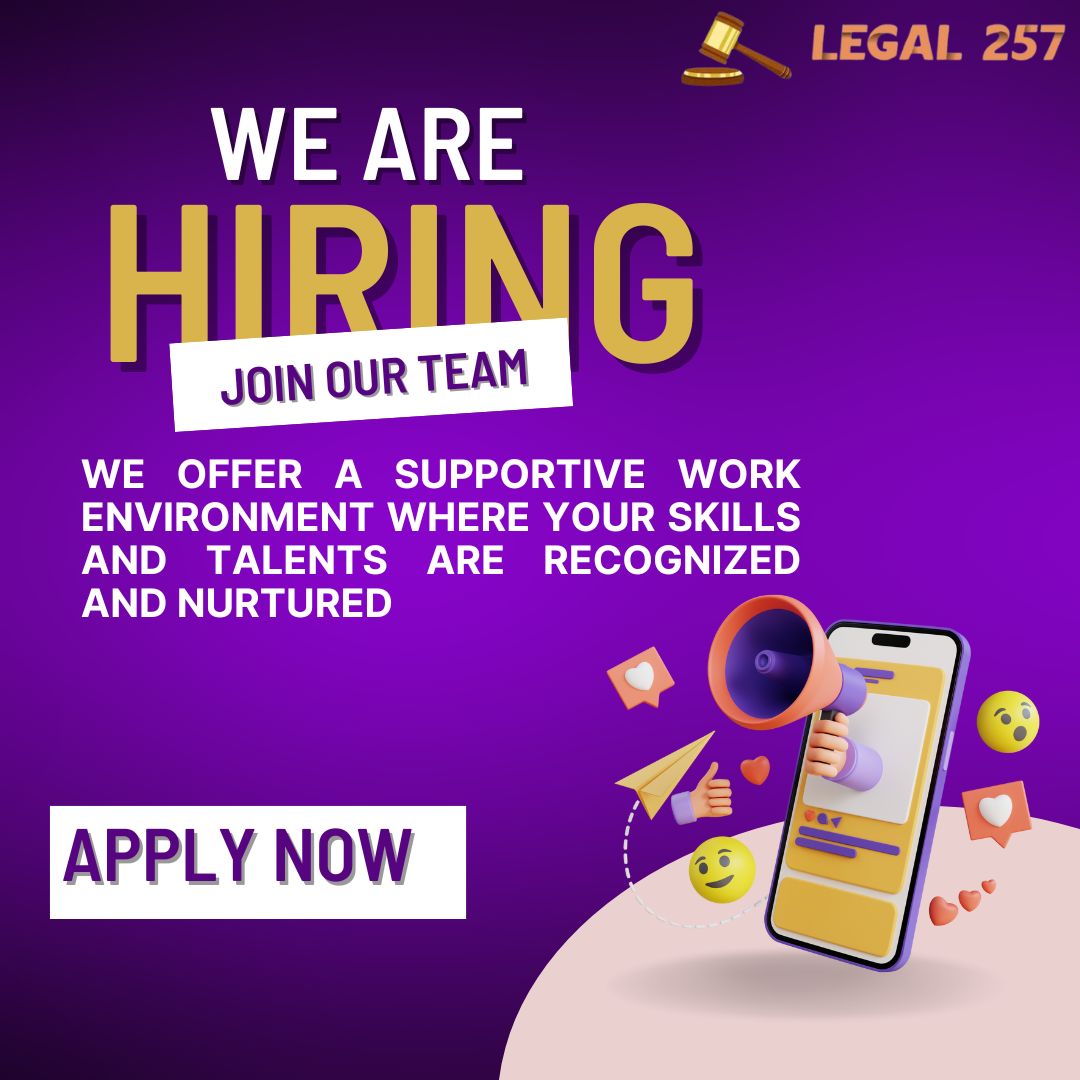 LEGAL 257
WE ARE
HIRING
JOIN OUR TEAM
WE OFFER A SUPPORTIVE WORK
ENVIRONMENT WHERE YOUR SKILLS
AND TALENTS ARE RECOGNIZED
AND NURTURED
APPLY NOW